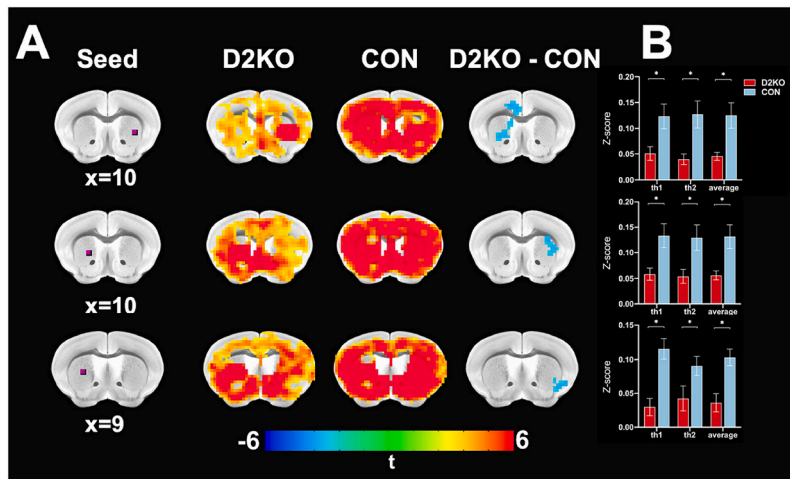 A
B
Seed
D2KO
CON
D2KO - CON
x=10
x=10
x=9
-6
6
t
D2KO
CON
0.20
0.15
0.10
0.05
0.00
Z-score
* * *
th1 th2 average
0.20
0.15
0.10
0.05
0.00
Z-score
* * *
th1 th2 average
0.15
0.10
0.05
0.00
Z-score
* * *
th1 th2 average